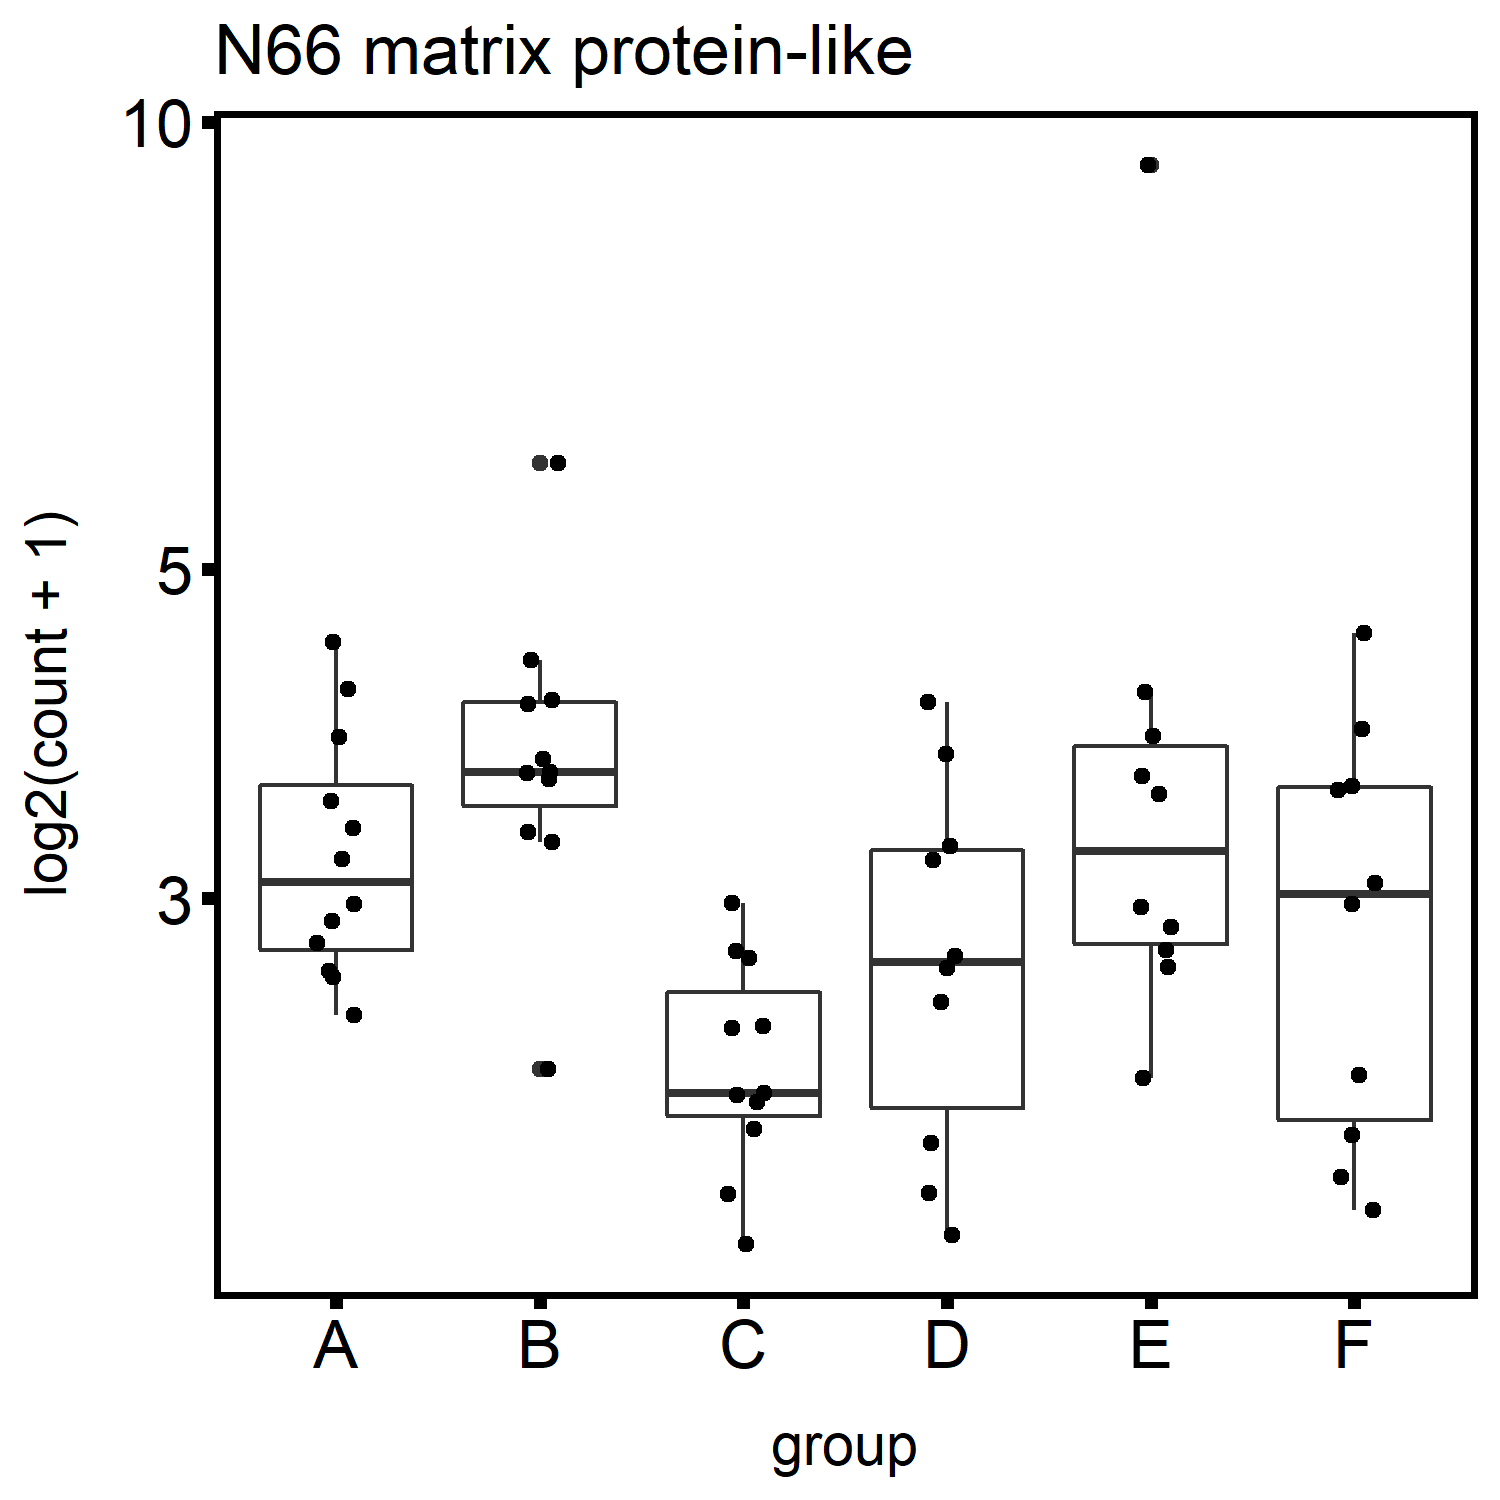 N66 matrix protein-like
10
5
3
log2(count + 1)
A B C D E F
group